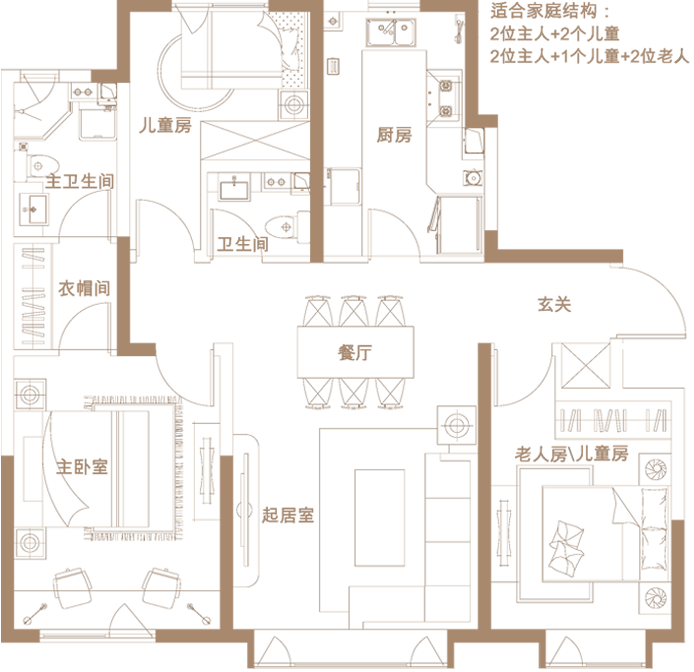 适合家庭结构：
2位主人+2个儿童
2位主人+1个儿童+2位老人
儿童房
厨房
主卫生间
卫生间
衣帽间
玄关
餐厅
老人房\儿童房
主卧室
起居室